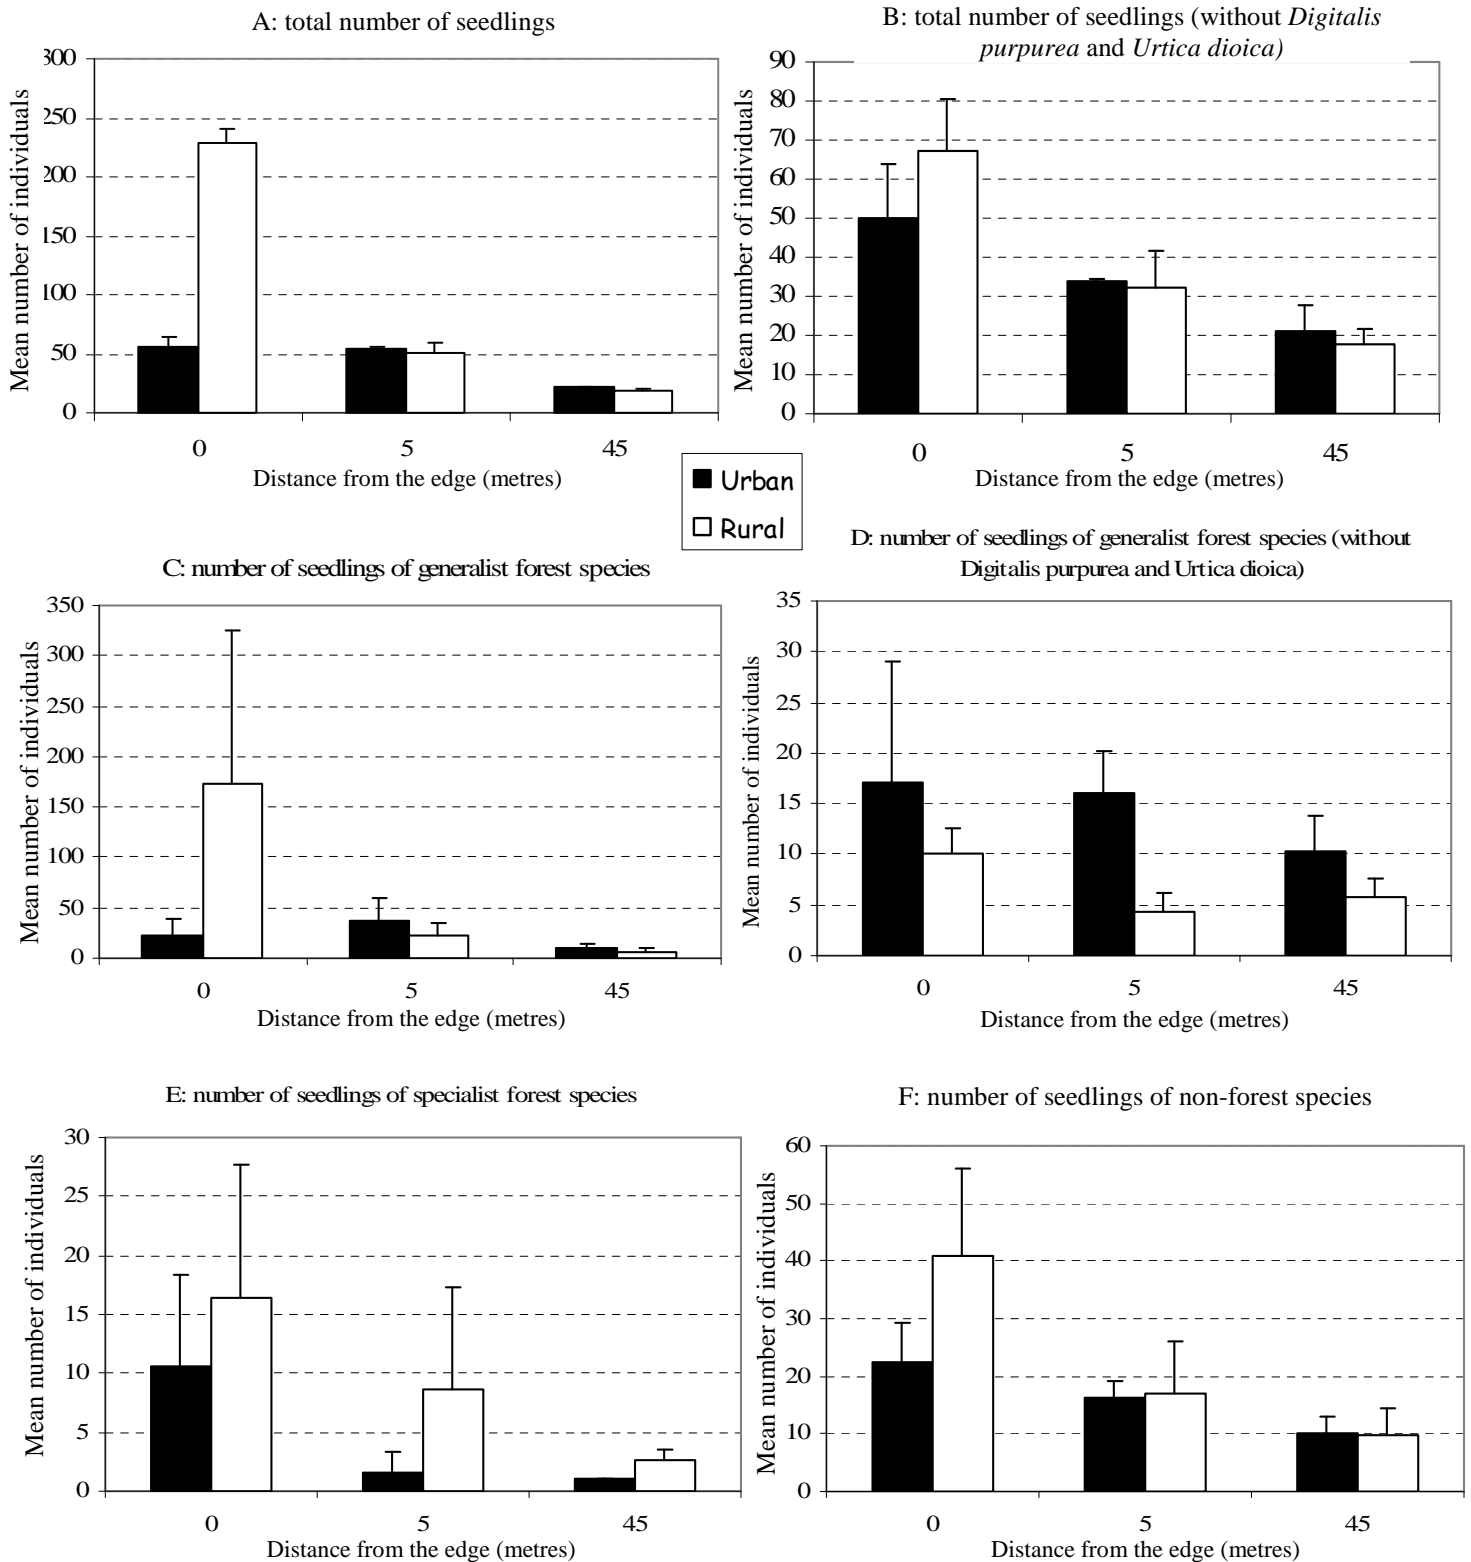 A: total number of seedlings
300
250
200
150
100
50
0
Mean number of individuals
0 5 45
Distance from the edge (metres)
B: total number of seedlings (without Digitalis
purpurea and Urtica dioica)
90
80
70
60
50
40
30
20
10
0
Mean number of individuals
0 5 45
Distance from the edge (metres)
Urban
Rural
C: number of seedlings of generalist forest species
350
300
250
200
150
100
50
0
Mean number of individuals
0 5 45
Distance from the edge (metres)
D: number of seedlings of generalist forest species (without
Digitalis purpurea and Urtica dioica)
35
30
25
20
15
10
5
0
Mean number of individuals
0 5 45
Distance from the edge (metres)
E: number of seedlings of specialist forest species
30
25
20
15
10
5
0
Mean number of individuals
0 5 45
Distance from the edge (metres)
F: number of seedlings of non-forest species
60
50
40
30
20
10
0
Mean number of individuals
0 5 45
Distance from the edge (metres)